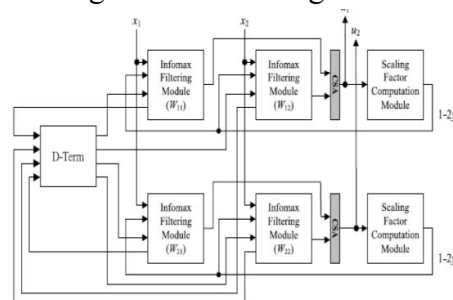 x₁ x₂
u₂
Infomax
Filtering
Module
(W₁₁)
Infomax
Filtering
Module
(W₁₂)
CSA
Scaling
Factor
Computation
Module
D-Term
Infomax
Filtering
Module
(W₂₁)
Infomax
Filtering
Module
(W₂₂)
CSA
Scaling
Factor
Computation
Module